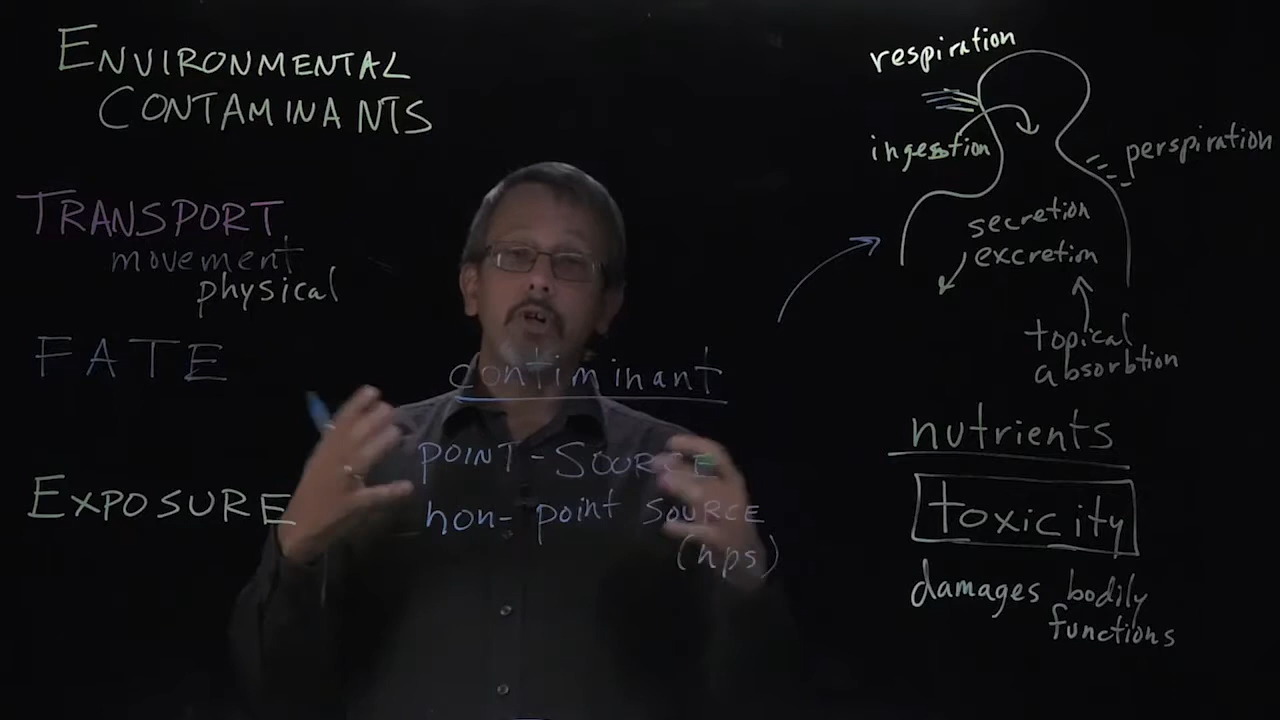 ENVIRONMENTAL
CONTAMINANTS
TRANSPORT
movement
physical
FATE
EXPOSURE
contiminant
POINT-SOURCE
non-point SOURCE
(nps)
respiration
ingestion
perspiration
secretion
excretion
topical
absorbtion
nutrients
toxicity
damages bodily
functions